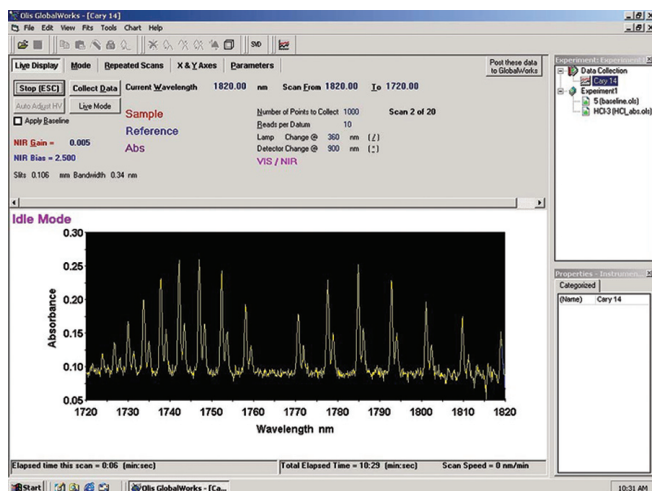 Olis GlobalWorks - [Cary 14]
File Edit View Fits Tools Chart Help
SVD
Live Display Mode Repeated Scans X & Y Axes Parameters
Post these data to GlobalWorks
Stop (ESC) Collect Data Current Wavelength 1820.00 nm Scan From 1820.00 To 1720.00
Auto Adjust HV Live Mode
Apply Baseline
Sample
Reference
Abs
Number of Points to Collect 1000 Scan 2 of 20
Reads per Datum 10
Lamp Change @ 360 nm (/)
Detector Change @ 900 nm (*)
VIS / NIR
NIR Gain = 0.005
NIR Bias = 2.500
Slits 0.106 mm Bandwidth 0.34 nm
Idle Mode
0.30
0.25
0.20
0.15
0.10
0.05
Absorbance
1720 1730 1740 1750 1760 1770 1780 1790 1800 1810 1820
Wavelength nm
Elapsed time this scan = 0:06 (min:sec) Total Elapsed Time = 10:29 (min:sec) Scan Speed = 0 nm/min
Data Collection
Cary 14
Experiment1
5 (baseline.ols)
HCl-3 (HCl_abs.ol
Categorized
(Name) Cary 14
Start Olis GlobalWorks - [Ca... 10:31 AM